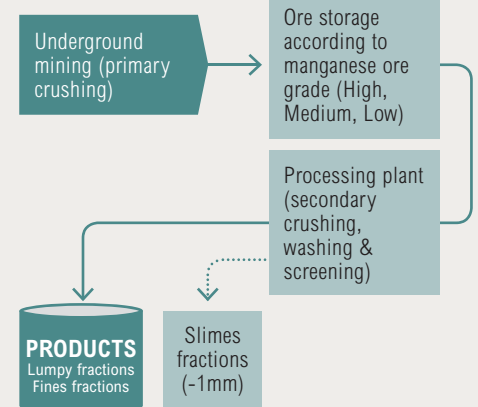 Underground
mining (primary
crushing)
Ore storage
according to
manganese ore
grade (High,
Medium, Low)
Processing plant
(secondary
crushing,
washing &
screening)
PRODUCTS
Lumpy fractions
Fines fractions
Slimes
fractions
(-1mm)